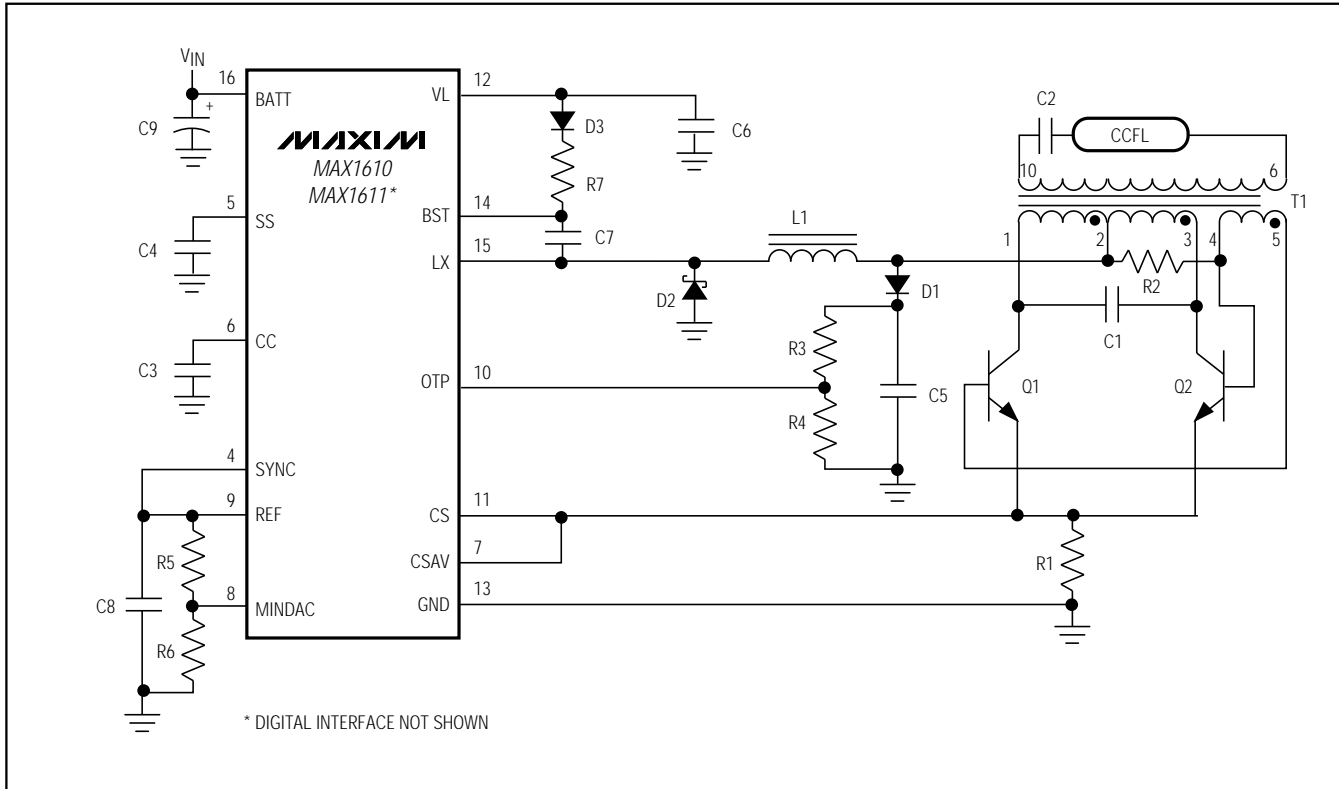 VIN
16
BATT
C9
+
MAXIM
MAX1610
MAX1611*
12
VL
D3
R7
C6
14
BST
C7
15
LX
5
SS
C4
6
CC
C3
D2
L1
D1
R3
10
OTP
R4
C5
C2
CCFL
10
6
T1
1
2
3
4
5
R2
C1
Q1
Q2
4
SYNC
9
REF
R5
8
MINDAC
C8
R6
11
CS
7
CSAV
13
GND
R1
* DIGITAL INTERFACE NOT SHOWN